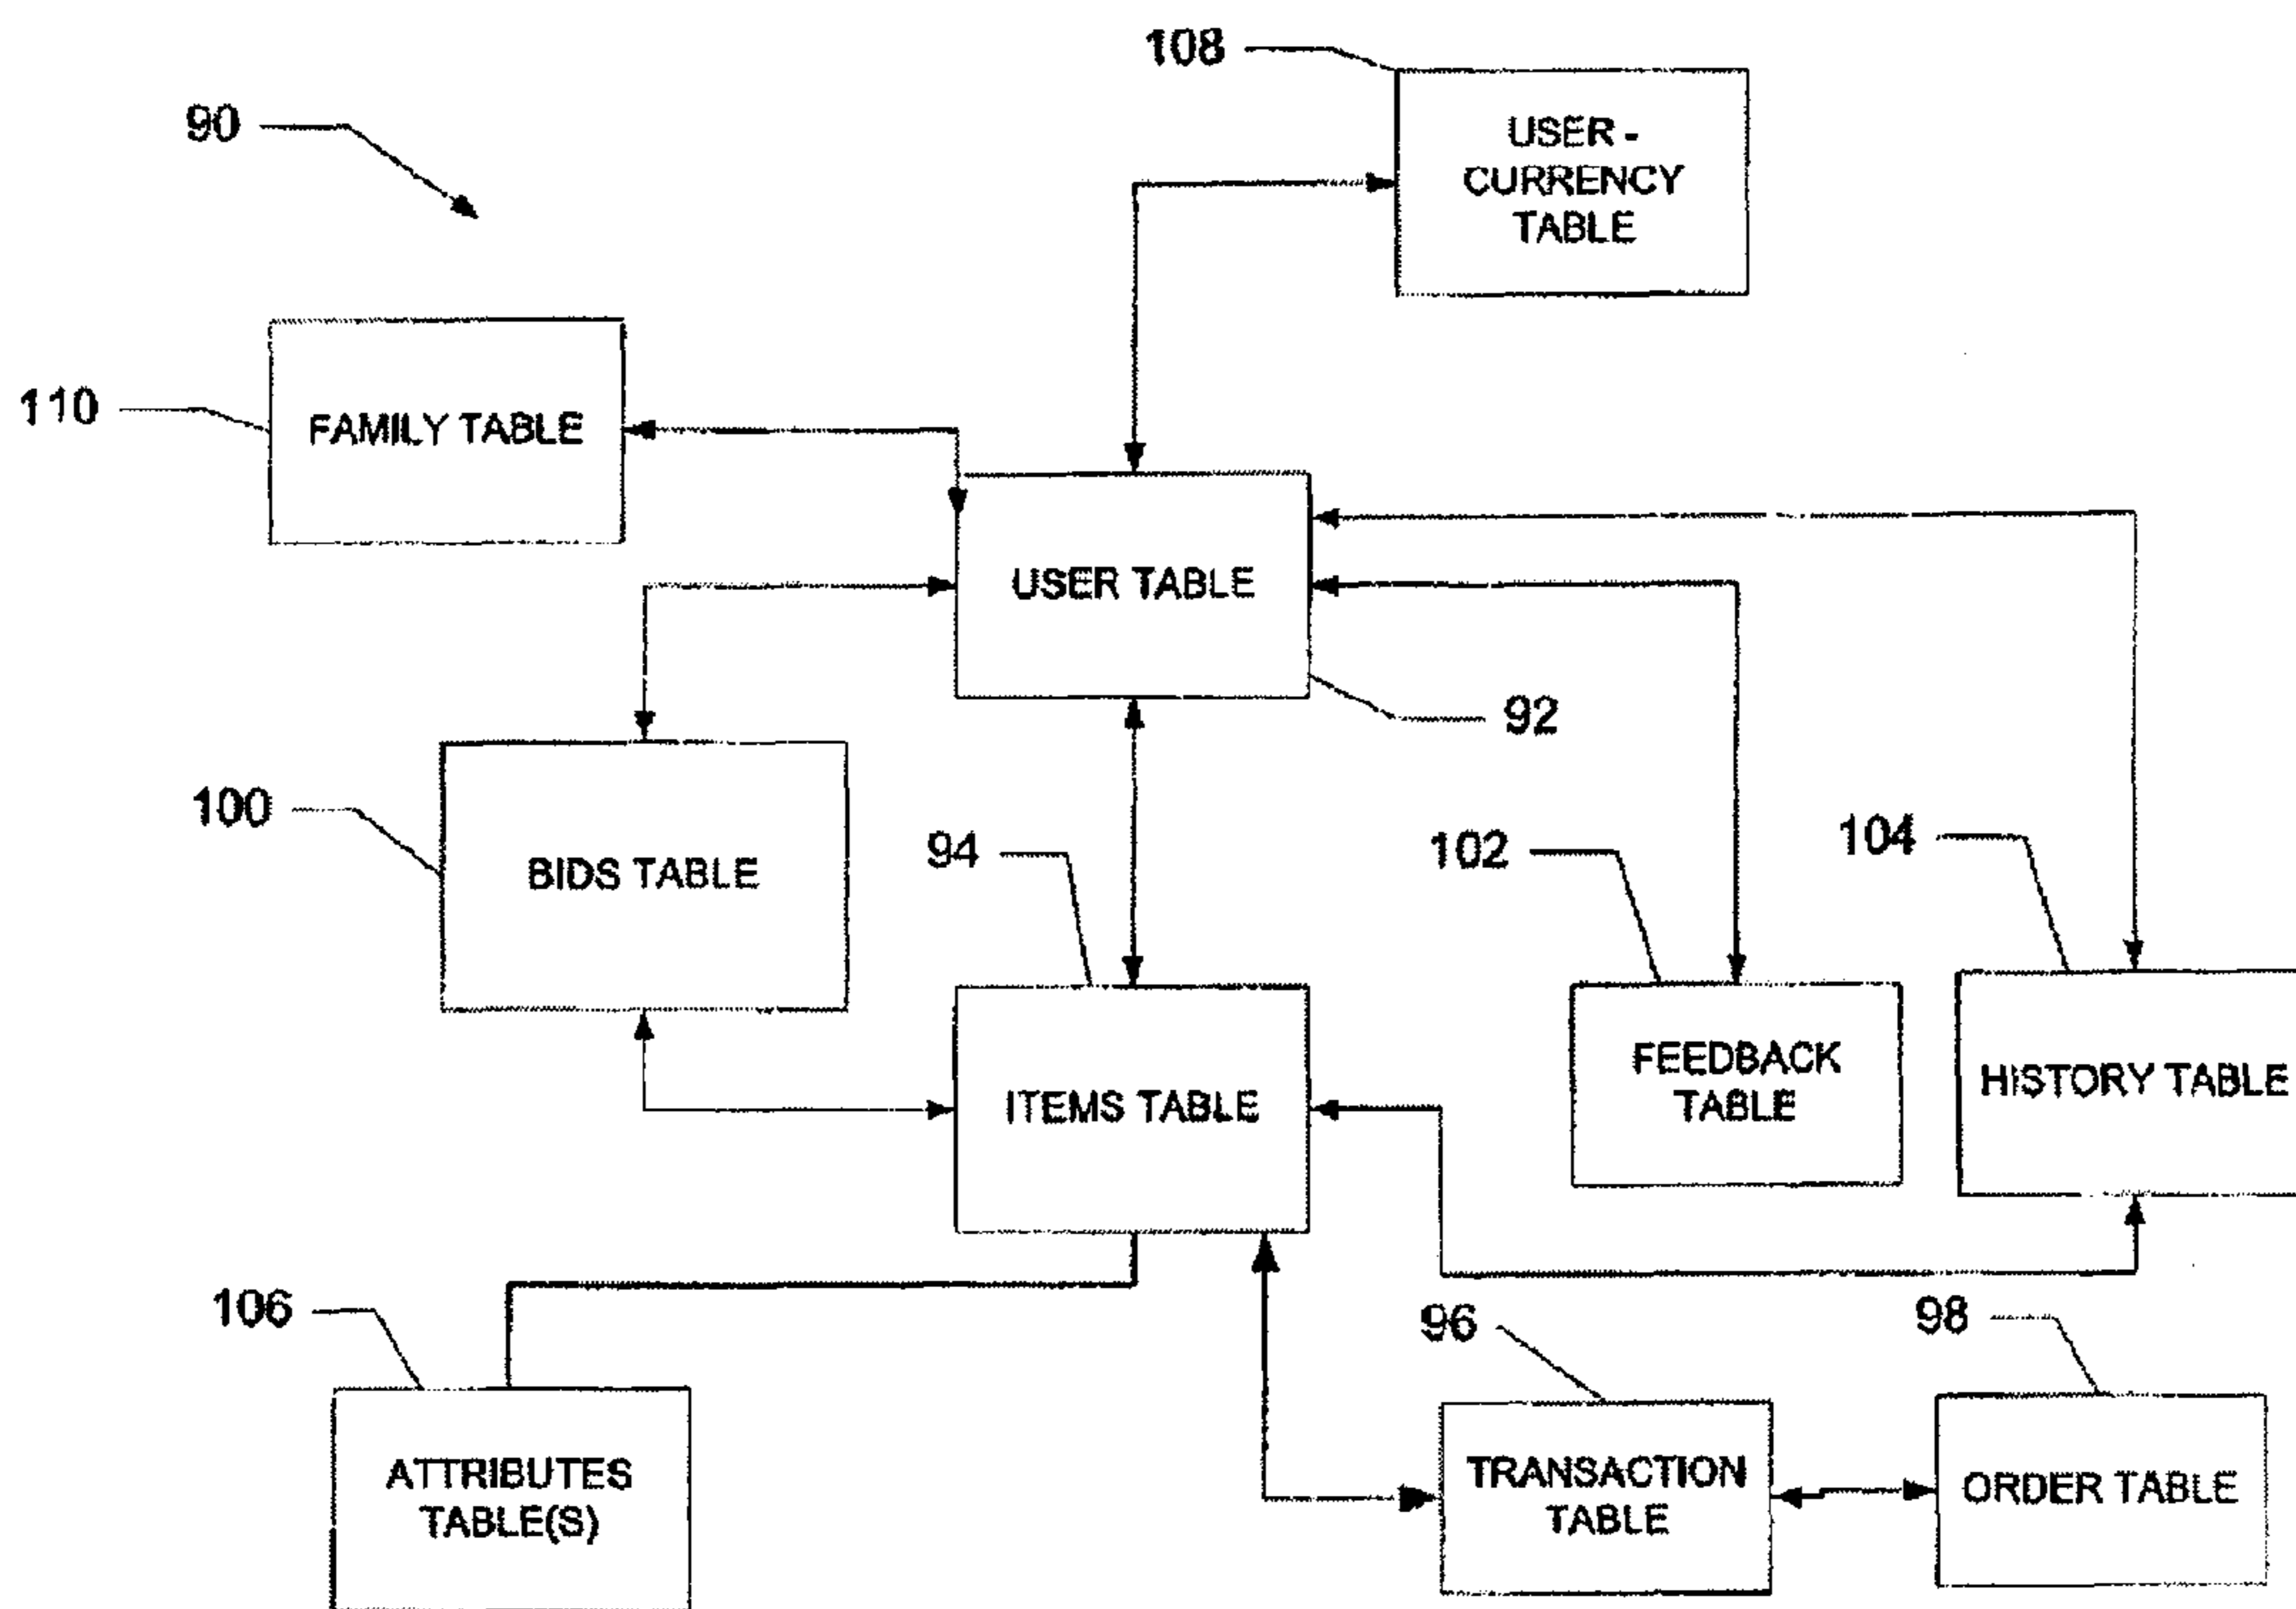 108
USER -
CURRENCY
TABLE
90
110
FAMILY TABLE
USER TABLE
92
100
BIDS TABLE
94
102
104
ITEMS TABLE
FEEDBACK
TABLE
HISTORY TABLE
106
ATTRIBUTES
TABLE(S)
96
98
TRANSACTION
TABLE
ORDER TABLE